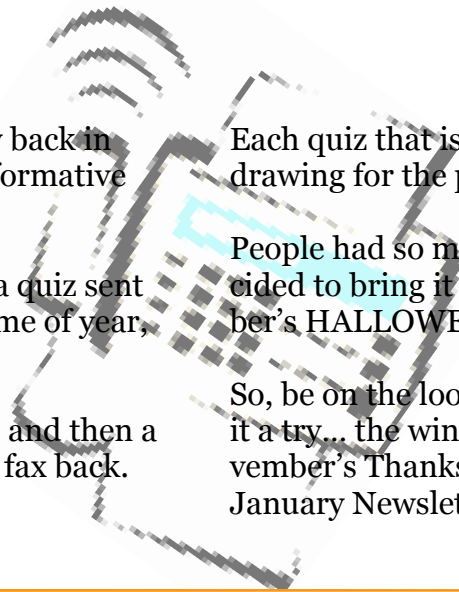 y back in
formative
a quiz sent
me of year,
and then a
fax back.
Each quiz that is
drawing for the p
People had so m
cided to bring it
ber's HALLOWE
So, be on the loo
it a try... the win
vember's Thanks
January Newslet